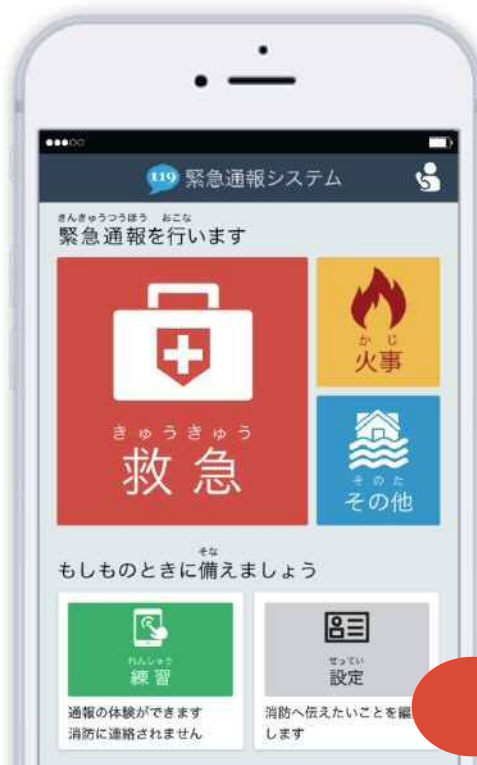 119 緊急通報システム
きんきゅうつうほう おこな
緊急通報を行います
きゅうきゅう
救急
かじ
火事
そのた
その他
そな
もしものときに備えましょう
れんしゅう
練習
通報の体験ができます
消防に連絡されません
せってい
設定
消防へ伝えたいことを編
します